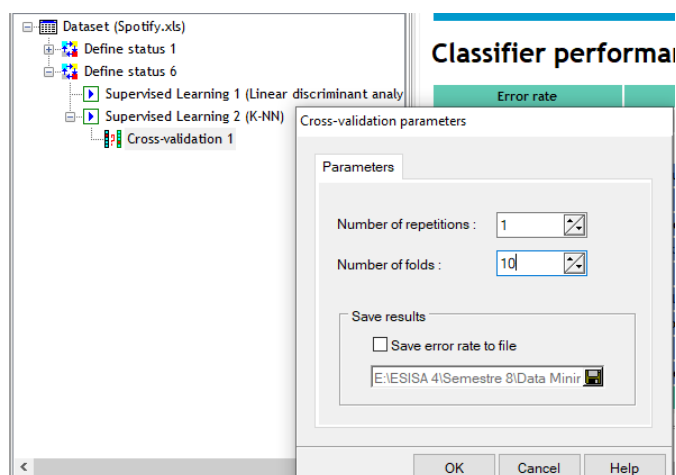 Dataset (Spotify.xls)
Define status 1
Define status 6
Supervised Learning 1 (Linear discriminant analy
Supervised Learning 2 (K-NN)
Cross-validation 1
Classifier performa
Error rate
Cross-validation parameters
Parameters
Number of repetitions :
1
Number of folds :
10
Save results
Save error rate to file
E:\ESISA 4\Semestre 8\Data Minir
OK
Cancel
Help